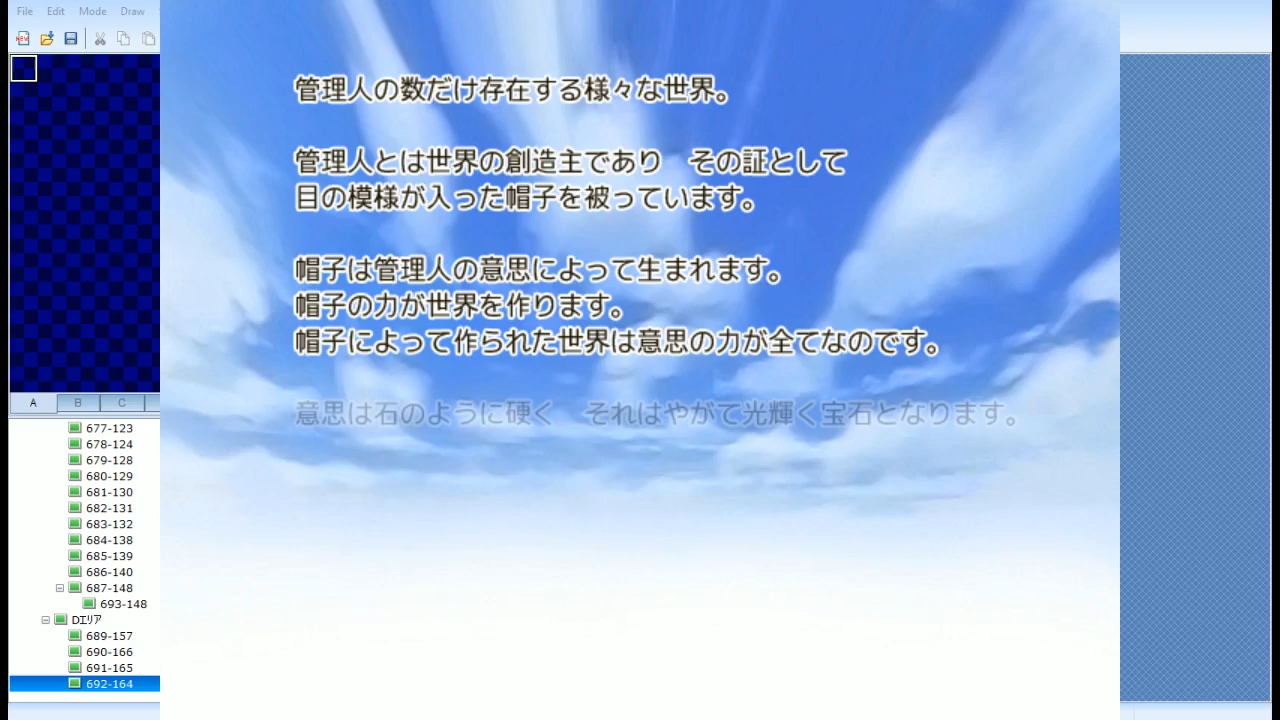 File Edit Mode Draw
管理人の数だけ存在する様々な世界。
管理人とは世界の創造主であり　その証として
目の模様が入った帽子を被っています。
帽子は管理人の意思によって生まれます。
帽子の力が世界を作ります。
帽子によって作られた世界は意思の力が全てなのです。
意思は石のように硬く　それはやがて光輝く宝石となります。
A B C
677-123
678-124
679-128
680-129
681-130
682-131
683-132
684-138
685-139
686-140
687-148
693-148
Dエリア
689-157
690-166
691-165
692-164